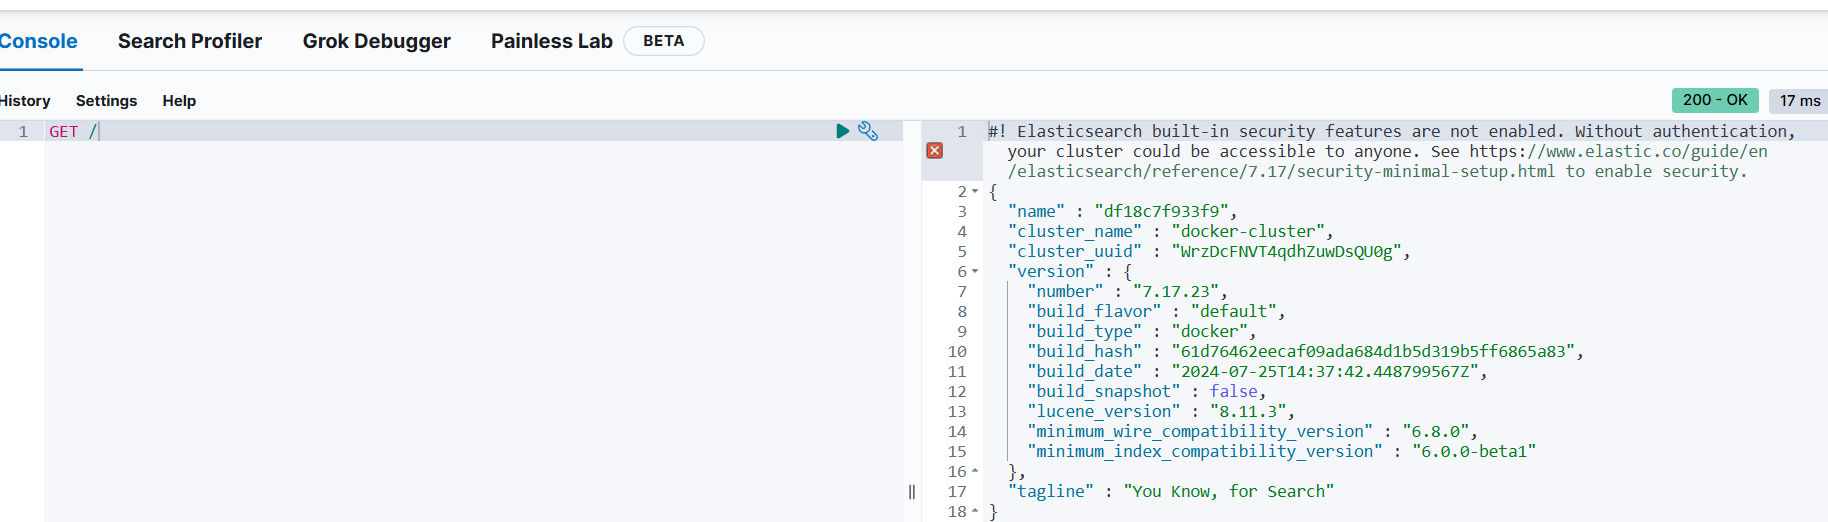 Console Search Profiler Grok Debugger Painless Lab BETA
History Settings Help
200 - OK 17 ms
1 GET /
1 #! Elasticsearch built-in security features are not enabled. Without authentication,
your cluster could be accessible to anyone. See https://www.elastic.co/guide/en
/elasticsearch/reference/7.17/security-minimal-setup.html to enable security.
2 {
3 "name" : "df18c7f933f9",
4 "cluster_name" : "docker-cluster",
5 "cluster_uuid" : "WrzDcFNVT4qdhZuwDsQU0g",
6 "version" : {
7 "number" : "7.17.23",
8 "build_flavor" : "default",
9 "build_type" : "docker",
10 "build_hash" : "61d76462eecaf09ada684d1b5d319b5ff6865a83",
11 "build_date" : "2024-07-25T14:37:42.448799567Z",
12 "build_snapshot" : false,
13 "lucene_version" : "8.11.3",
14 "minimum_wire_compatibility_version" : "6.8.0",
15 "minimum_index_compatibility_version" : "6.0.0-beta1"
16 },
17 "tagline" : "You Know, for Search"
18 }